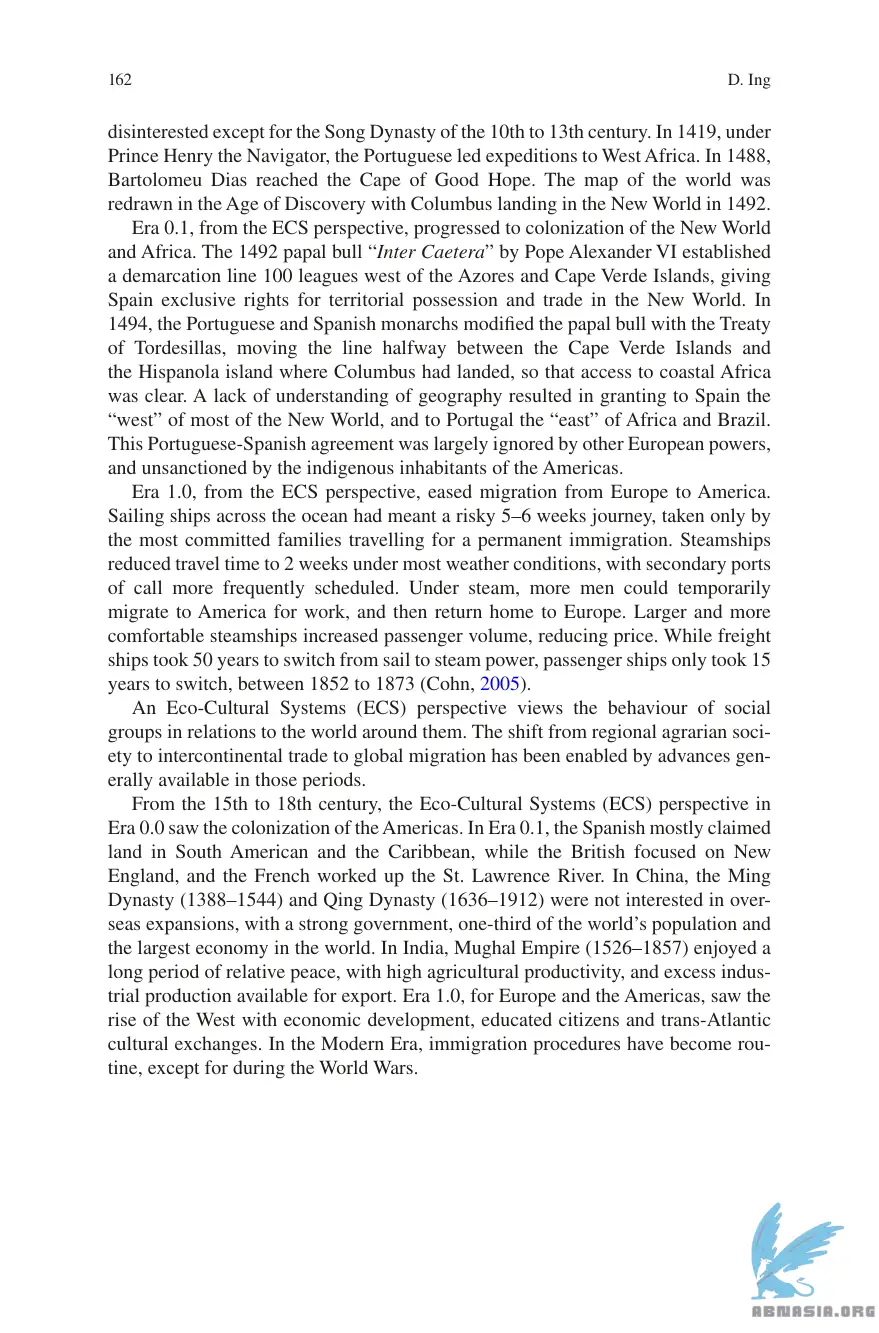 162
D. Ing
disinterested except for the Song Dynasty of the 10th to 13th century. In 1419, under
Prince Henry the Navigator, the Portuguese led expeditions to West Africa. In 1488,
Bartolomeu Dias reached the Cape of Good Hope. The map of the world was
redrawn in the Age of Discovery with Columbus landing in the New World in 1492.
Era 0.1, from the ECS perspective, progressed to colonization of the New World
and Africa. The 1492 papal bull “Inter Caetera” by Pope Alexander VI established
a demarcation line 100 leagues west of the Azores and Cape Verde Islands, giving
Spain exclusive rights for territorial possession and trade in the New World. In
1494, the Portuguese and Spanish monarchs modified the papal bull with the Treaty
of Tordesillas, moving the line halfway between the Cape Verde Islands and
the Hispanola island where Columbus had landed, so that access to coastal Africa
was clear. A lack of understanding of geography resulted in granting to Spain the
“west” of most of the New World, and to Portugal the “east” of Africa and Brazil.
This Portuguese-Spanish agreement was largely ignored by other European powers,
and unsanctioned by the indigenous inhabitants of the Americas.
Era 1.0, from the ECS perspective, eased migration from Europe to America.
Sailing ships across the ocean had meant a risky 5–6 weeks journey, taken only by
the most committed families travelling for a permanent immigration. Steamships
reduced travel time to 2 weeks under most weather conditions, with secondary ports
of call more frequently scheduled. Under steam, more men could temporarily
migrate to America for work, and then return home to Europe. Larger and more
comfortable steamships increased passenger volume, reducing price. While freight
ships took 50 years to switch from sail to steam power, passenger ships only took 15
years to switch, between 1852 to 1873 (Cohn, 2005).
An Eco-Cultural Systems (ECS) perspective views the behaviour of social
groups in relations to the world around them. The shift from regional agrarian soci-
ety to intercontinental trade to global migration has been enabled by advances gen-
erally available in those periods.
From the 15th to 18th century, the Eco-Cultural Systems (ECS) perspective in
Era 0.0 saw the colonization of the Americas. In Era 0.1, the Spanish mostly claimed
land in South American and the Caribbean, while the British focused on New
England, and the French worked up the St. Lawrence River. In China, the Ming
Dynasty (1388–1544) and Qing Dynasty (1636–1912) were not interested in over-
seas expansions, with a strong government, one-third of the world’s population and
the largest economy in the world. In India, Mughal Empire (1526–1857) enjoyed a
long period of relative peace, with high agricultural productivity, and excess indus-
trial production available for export. Era 1.0, for Europe and the Americas, saw the
rise of the West with economic development, educated citizens and trans-Atlantic
cultural exchanges. In the Modern Era, immigration procedures have become rou-
tine, except for during the World Wars.
ABNASIA.ORG